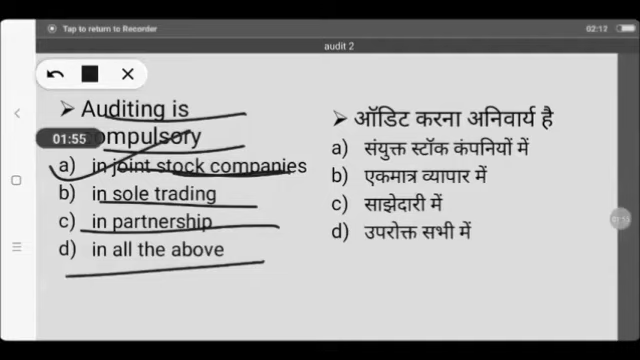 Tap to return to Recorder
02:12
audit 2
➤ Auditing is
compulsory
01:55
a) in joint stock companies
b) in sole trading
c) in partnership
d) in all the above
➤ ऑडिट करना अनिवार्य है
a) संयुक्त स्टॉक कंपनियों में
b) एकमात्र व्यापार में
c) साझेदारी में
d) उपरोक्त सभी में